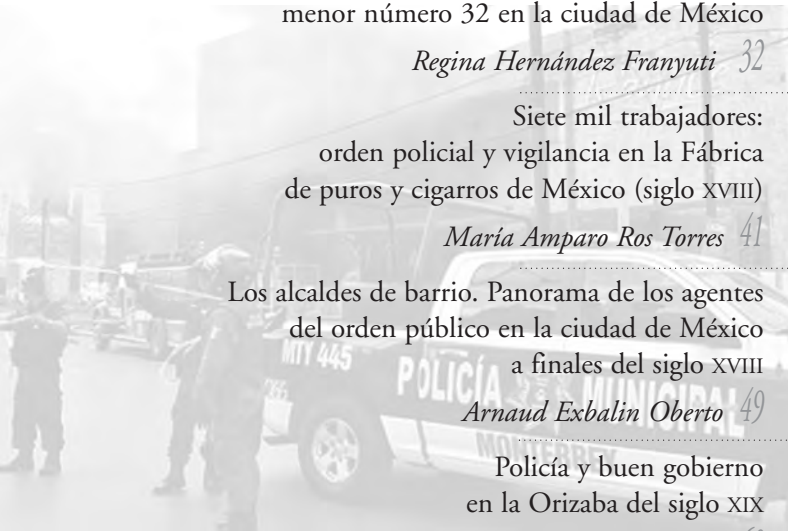 menor número 32 en la ciudad de México
Regina Hernández Franyuti 32
Siete mil trabajadores:
orden policial y vigilancia en la Fábrica
de puros y cigarros de México (siglo XVIII)
María Amparo Ros Torres 41
Los alcaldes de barrio. Panorama de los agentes
del orden público en la ciudad de México
a finales del siglo XVIII
Arnaud Exbalin Oberto 49
Policía y buen gobierno
en la Orizaba del siglo XIX
MTY 445
POLICÍA MUNICIPAL
MONTERREY